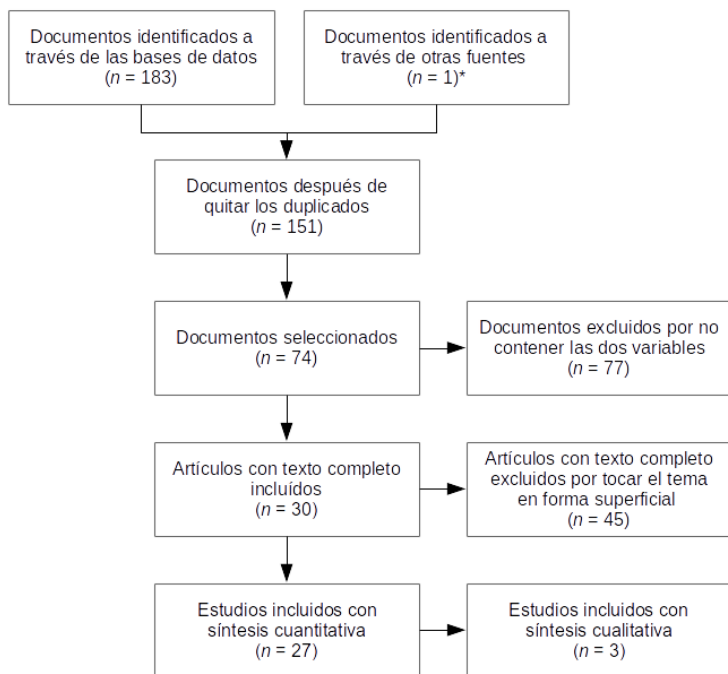 Documentos identificados a
través de las bases de datos
(n = 183)
Documentos identificados a
través de otras fuentes
(n = 1)*
Documentos después de
quitar los duplicados
(n = 151)
Documentos seleccionados
(n = 74)
Documentos excluidos por no
contener las dos variables
(n = 77)
Artículos con texto completo
incluídos
(n = 30)
Artículos con texto completo
excluidos por tocar el tema
en forma superficial
(n = 45)
Estudios incluidos con
síntesis cuantitativa
(n = 27)
Estudios incluidos con
síntesis cualitativa
(n = 3)